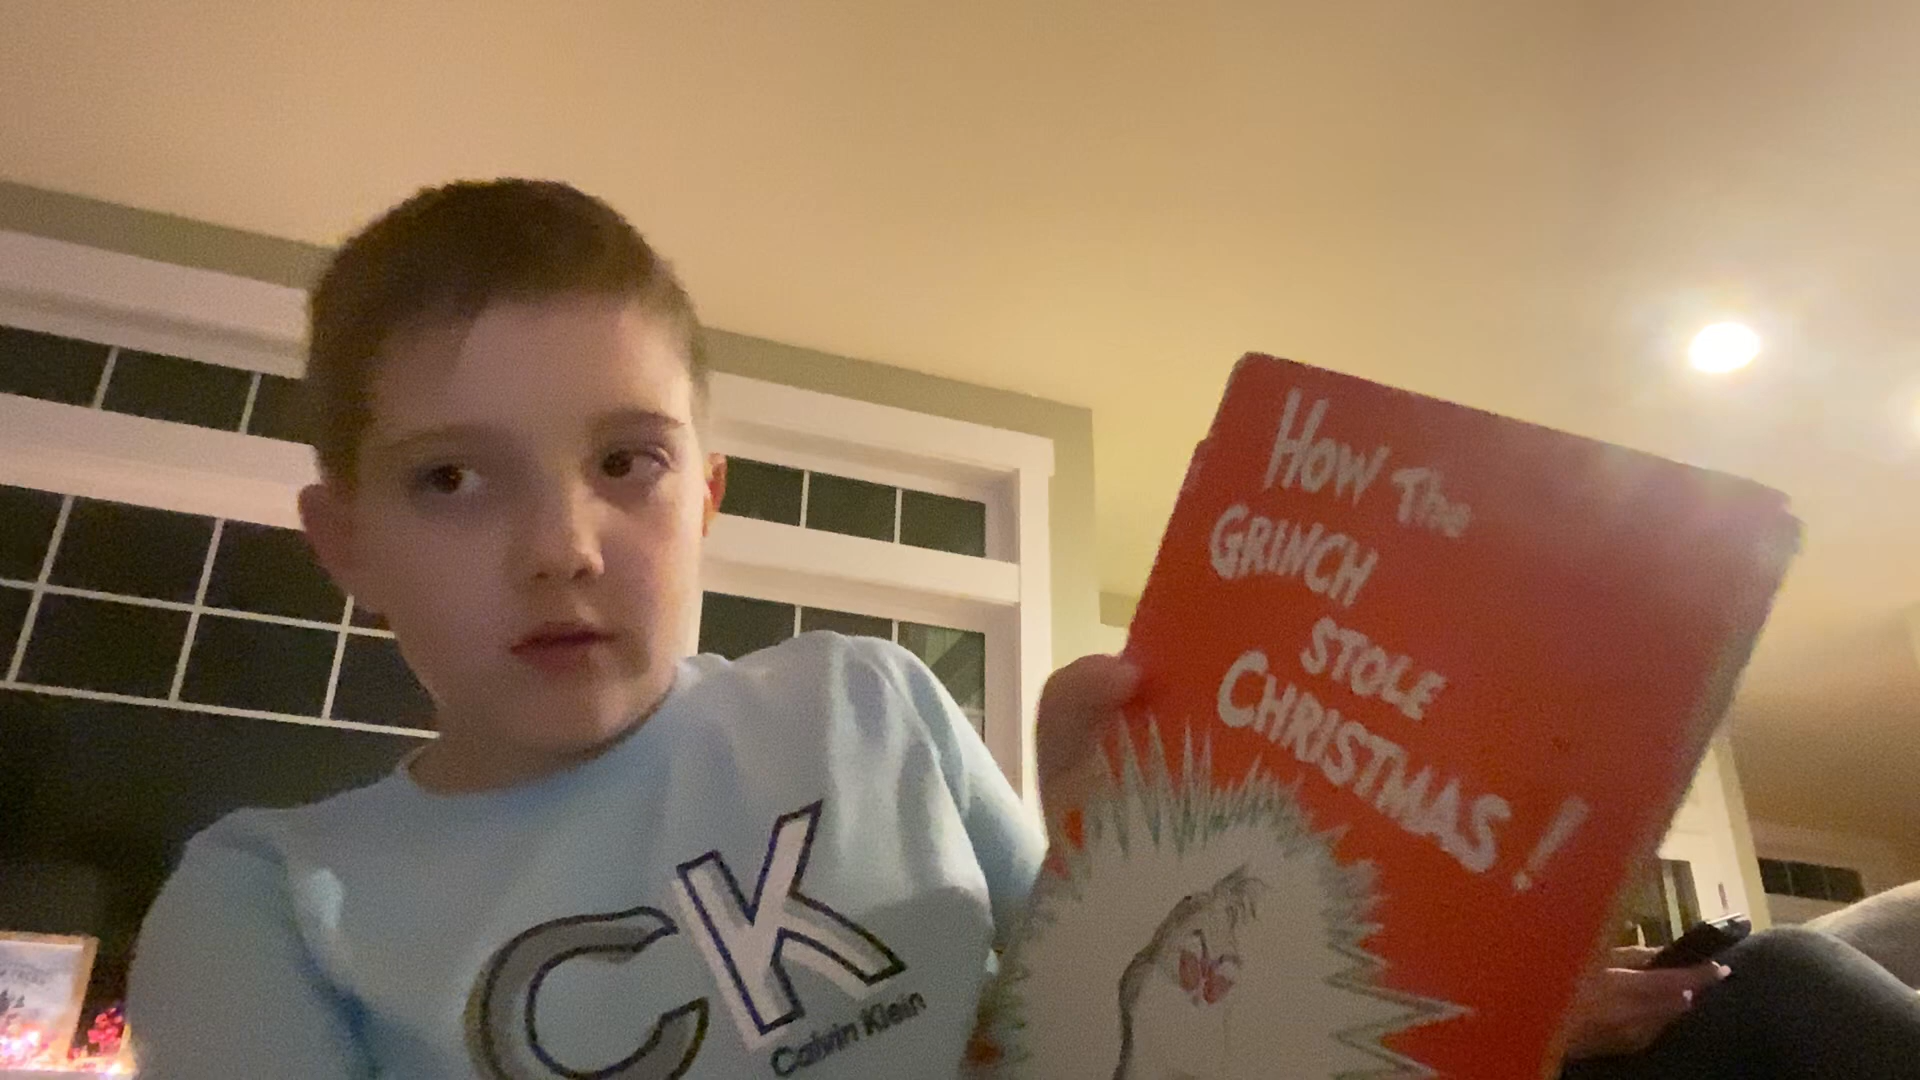 How The
GRINCH
STOLE
CHRISTMAS!
CK
Calvin Klein